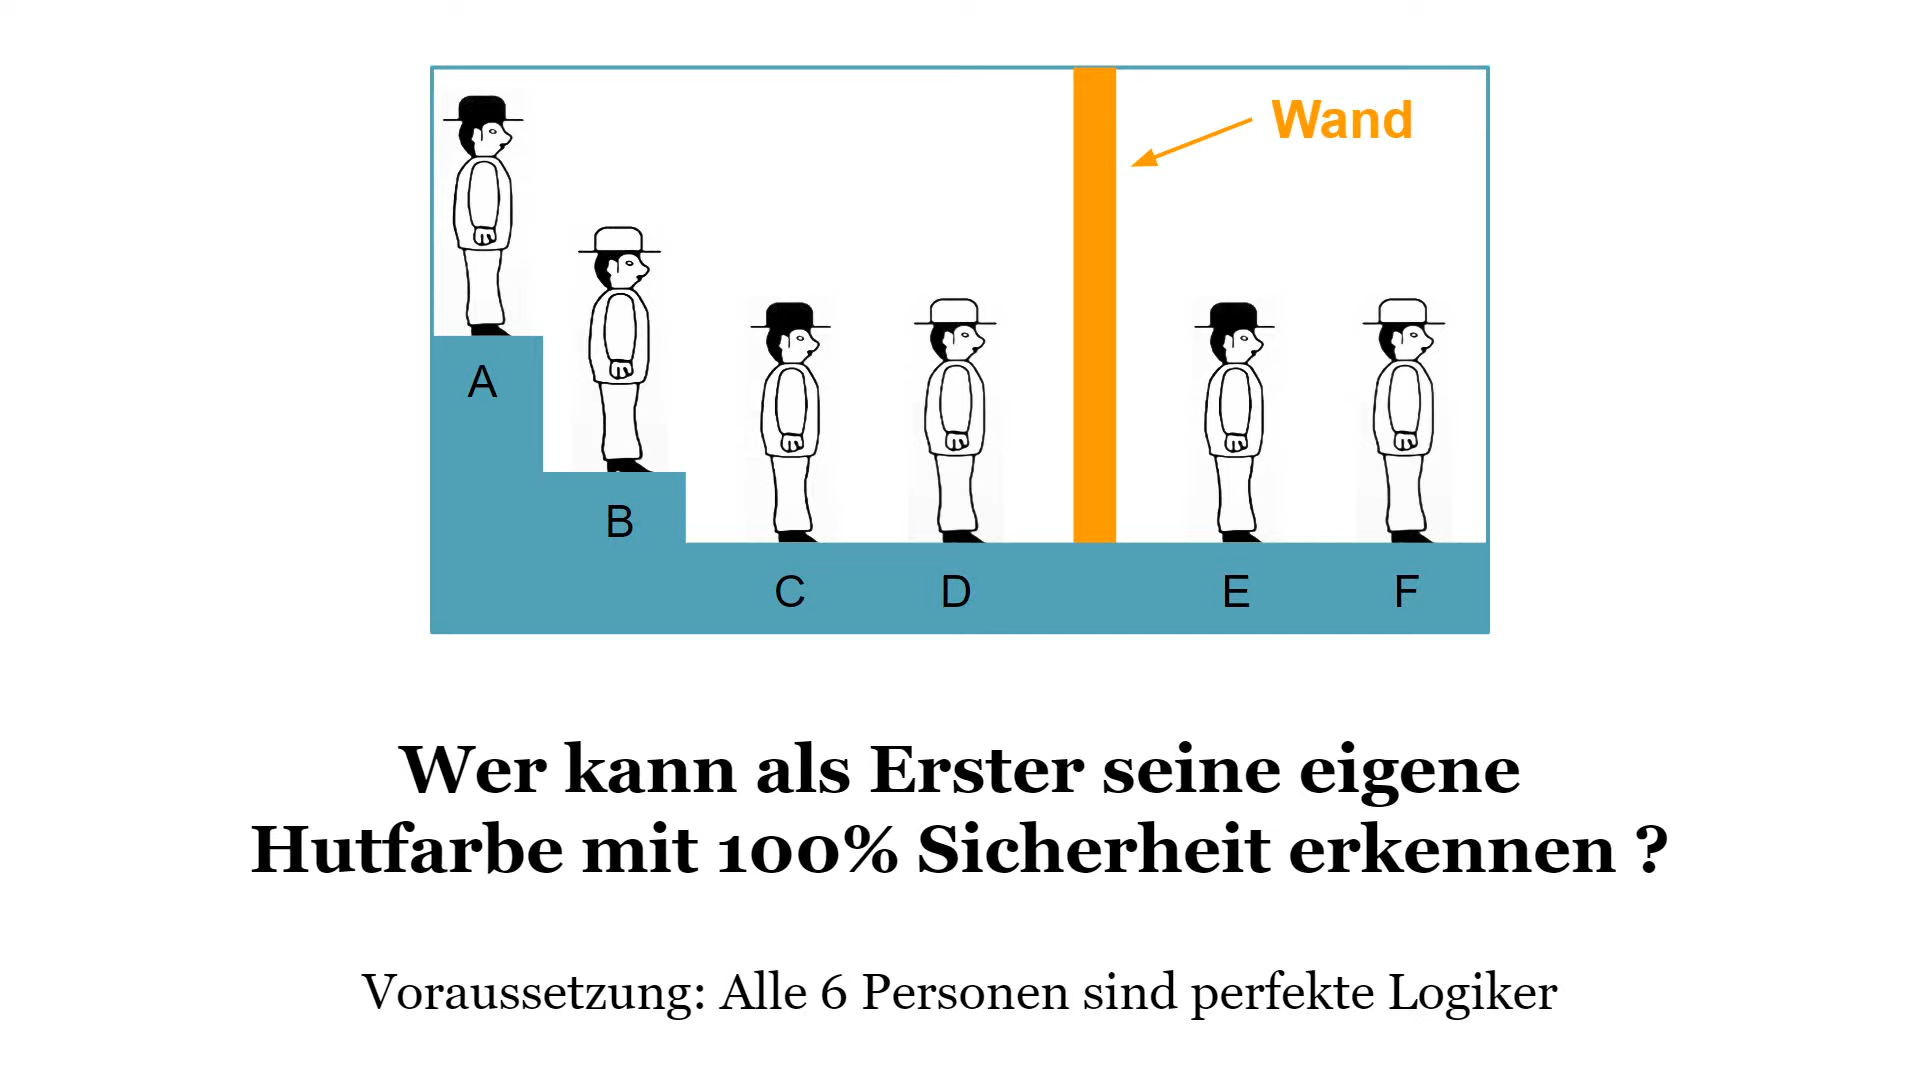 Wand
A
B
C
D
E
F
Wer kann als Erster seine eigene
Hutfarbe mit 100% Sicherheit erkennen ?
Voraussetzung: Alle 6 Personen sind perfekte Logiker